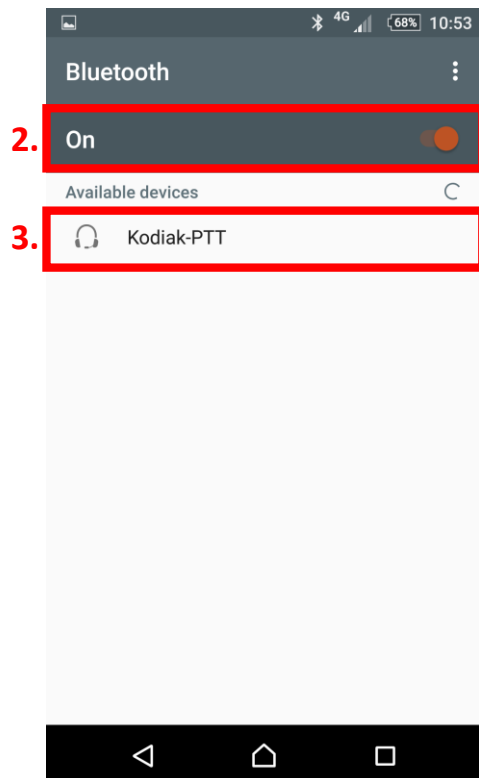 4G 68% 10:53
Bluetooth
2. On
Available devices
3. Kodiak-PTT